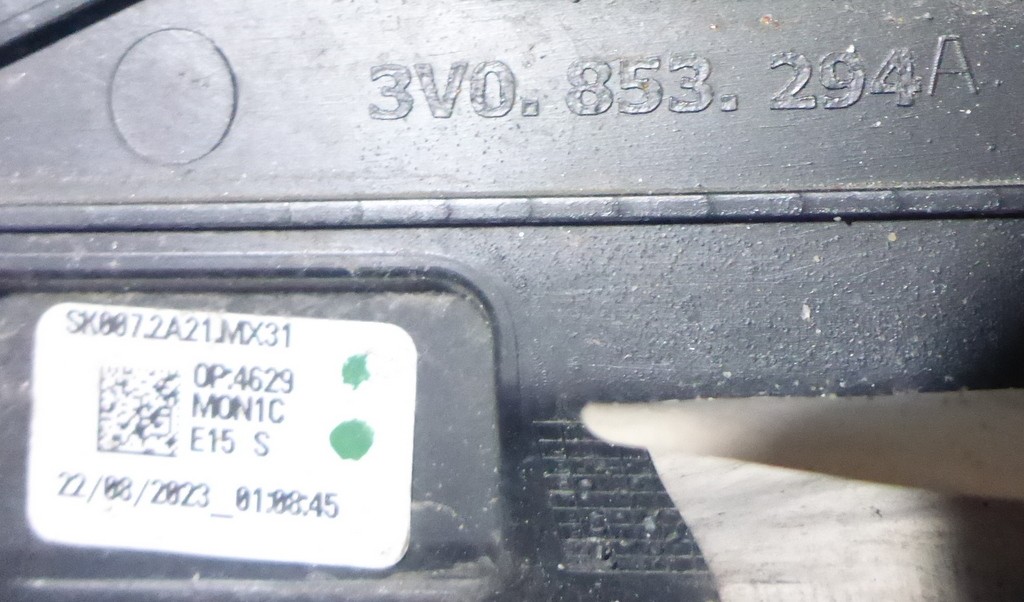 3V0. 853. 294A
SK007.2A21.MX31
OP:4629
MON1C
E15 S
22/08/2023_01:08:45